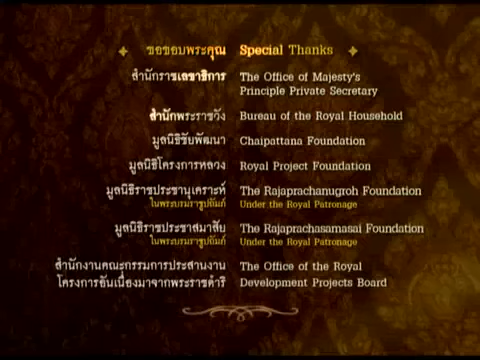 ขอขอบพระคุณ Special Thanks
สำนักราชเลขาธิการ The Office of Majesty's
Principle Private Secretary
สำนักพระราชวัง Bureau of the Royal Household
มูลนิธิชัยพัฒนา Chaipattana Foundation
มูลนิธิโครงการหลวง Royal Project Foundation
มูลนิธิราชประชานุเคราะห์ The Rajaprachanugroh Foundation
ในพระบรมราชูปถัมภ์ Under the Royal Patronage
มูลนิธิราชประชาสมาสัย The Rajaprachasamasai Foundation
ในพระบรมราชูปถัมภ์ Under the Royal Patronage
สำนักงานคณะกรรมการประสานงาน The Office of the Royal
โครงการอันเนื่องมาจากพระราชดำริ Development Projects Board